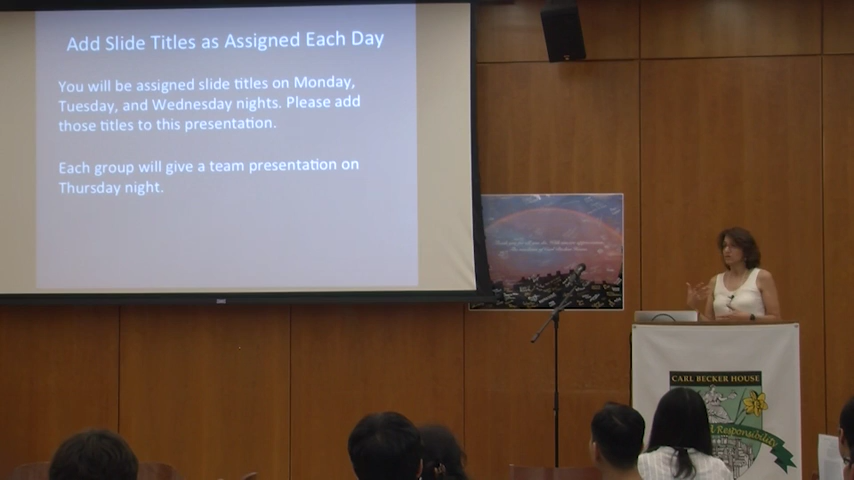 Add Slide Titles as Assigned Each Day
You will be assigned slide titles on Monday,
Tuesday, and Wednesday nights. Please add
those titles to this presentation.
Each group will give a team presentation on
Thursday night.
CARL BECKER HOUSE
Responsibility